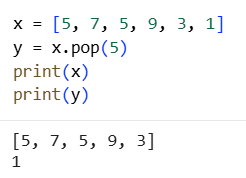 x = [5, 7, 5, 9, 3, 1]
y = x.pop(5)
print(x)
print(y)
[5, 7, 5, 9, 3]
1